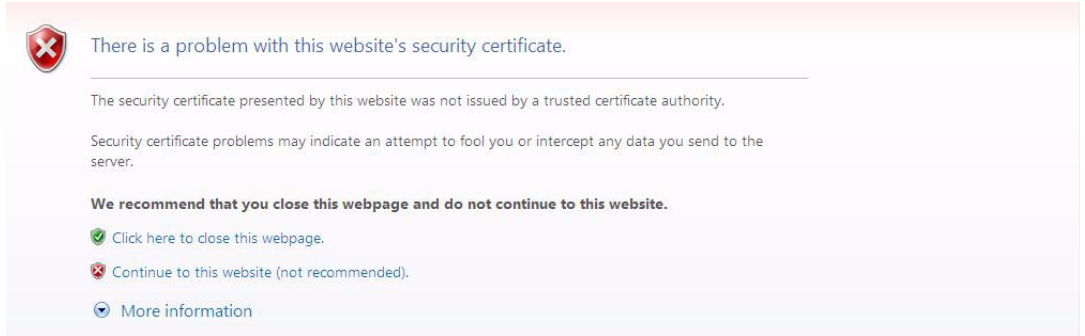 There is a problem with this website's security certificate.
The security certificate presented by this website was not issued by a trusted certificate authority.
Security certificate problems may indicate an attempt to fool you or intercept any data you send to the
server.
We recommend that you close this webpage and do not continue to this website.
Click here to close this webpage.
Continue to this website (not recommended).
More information